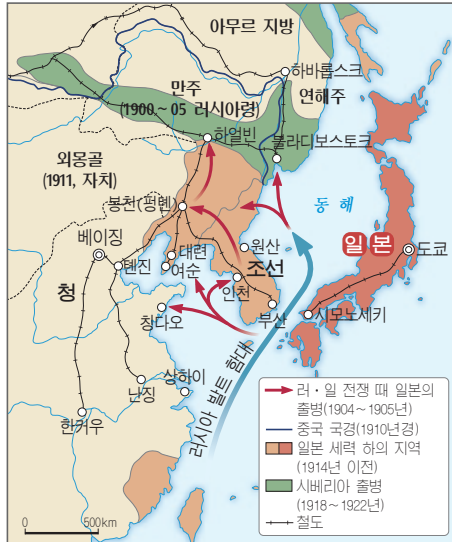 아무르 지방
하바롭스크
만주
(1900~05 러시아령)
연해주
하얼빈
블라디보스토크
외몽골
(1911, 자치)
봉천(펑톈)
동해
베이징
대련
여순
원산
조선
일본
도쿄
텐진
청
인천
칭다오
부산
시모노세키
러시아 발트 함대
상하이
난징
한커우
러·일 전쟁 때 일본의
출병(1904~1905년)
중국 국경(1910년경)
일본 세력 하의 지역
(1914년 이전)
시베리아 출병
(1918~1922년)
철도
0 500km